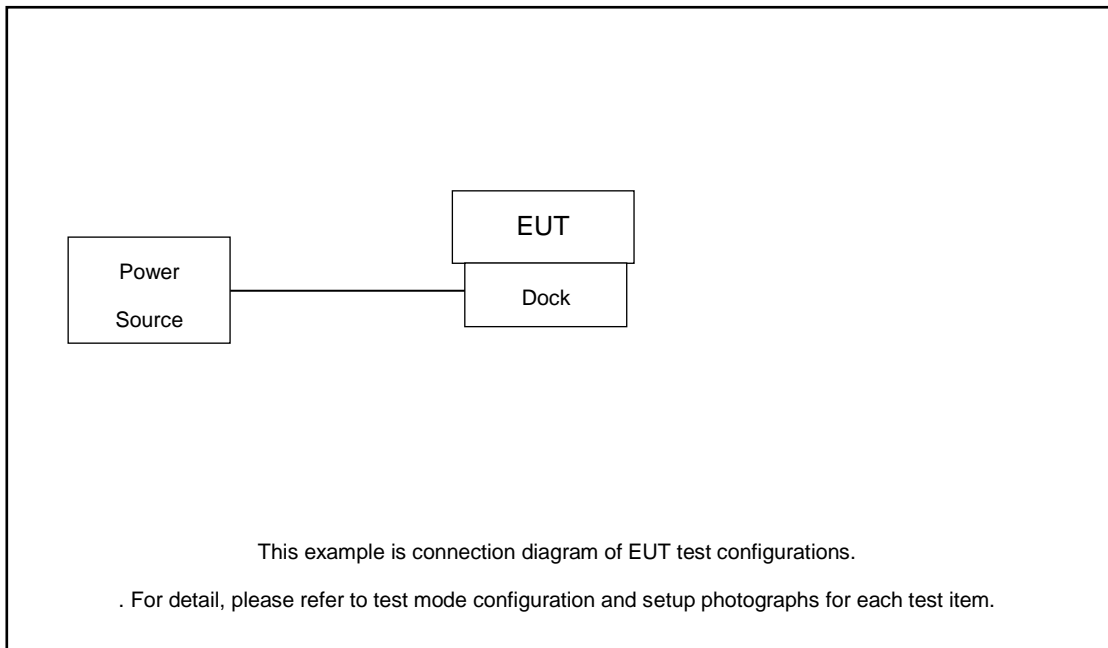 EUT
Power
Source
Dock
This example is connection diagram of EUT test configurations.
. For detail, please refer to test mode configuration and setup photographs for each test item.